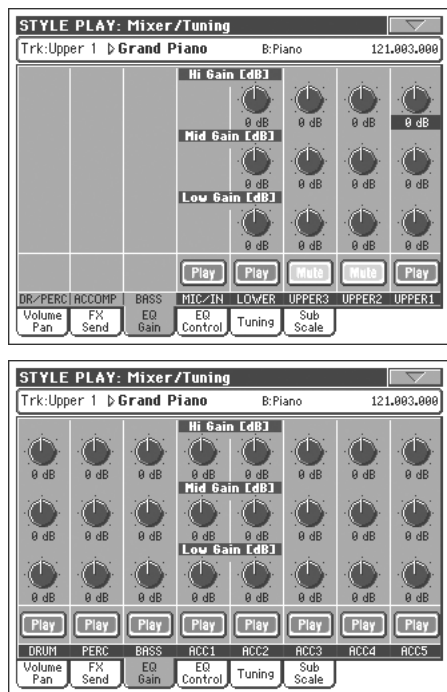 STYLE PLAY: Mixer/Tuning
Trk:Upper 1 ▷Grand Piano B:Piano 121.003.000
Hi Gain [dB]
0 dB 0 dB 0 dB 0 dB
Mid Gain [dB]
0 dB 0 dB 0 dB 0 dB
Low Gain [dB]
0 dB 0 dB 0 dB 0 dB
Play Play Mute Mute Play
DR/PERC ACCOMP BASS MIC/IN LOWER UPPER3 UPPER2 UPPER1
Volume Pan FX Send EQ Gain EQ Control Tuning Sub Scale
STYLE PLAY: Mixer/Tuning
Trk:Upper 1 ▷Grand Piano B:Piano 121.003.000
Hi Gain [dB]
0 dB 0 dB 0 dB 0 dB 0 dB 0 dB 0 dB 0 dB
Mid Gain [dB]
0 dB 0 dB 0 dB 0 dB 0 dB 0 dB 0 dB 0 dB
Low Gain [dB]
0 dB 0 dB 0 dB 0 dB 0 dB 0 dB 0 dB 0 dB
Play Play Play Play Play Play Play Play
DRUM PERC BASS ACC1 ACC2 ACC3 ACC4 ACC5
Volume Pan FX Send EQ Gain EQ Control Tuning Sub Scale